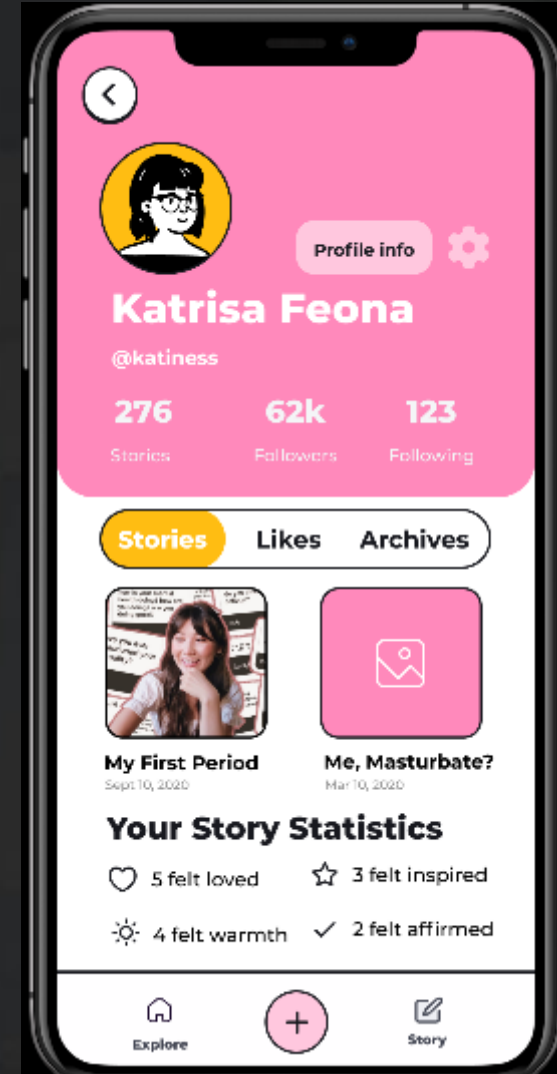 Profile info
Katrisa Feona
@katiness
276 62k 123
Stories Followers Following
Stories Likes Archives
My First Period Me, Masturbate?
Sept 10, 2020 Mar 10, 2020
Your Story Statistics
5 felt loved 3 felt inspired
4 felt warmth 2 felt affirmed
Explore + Story